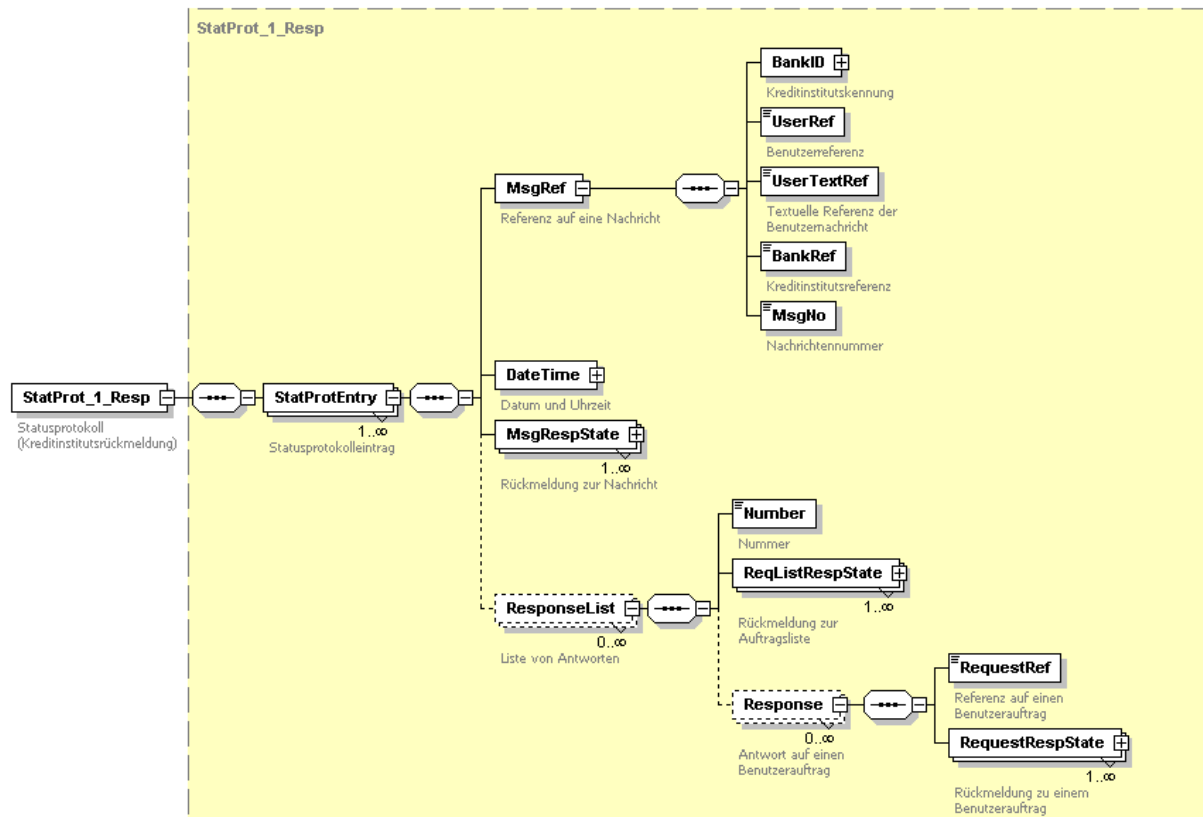 StatProt_1_Resp
BankID
Kreditinstitutskennung
UserRef
Benutzerreferenz
UserTextRef
Textuelle Referenz der
Benutzernachricht
BankRef
Kreditinstitutsreferenz
MsgNo
Nachrichtennummer
MsgRef
Referenz auf eine Nachricht
DateTime
Datum und Uhrzeit
StatProt_1_Resp
Statusprotokoll
(Kreditinstitutsrückmeldung)
StatProtEntry
1..∞
Statusprotokolleintrag
MsgRespState
1..∞
Rückmeldung zur Nachricht
ResponseList
0..∞
Liste von Antworten
Number
Nummer
ReqListRespState
1..∞
Rückmeldung zur
Auftragsliste
Response
0..∞
Antwort auf einen
Benutzerauftrag
RequestRef
Referenz auf einen
Benutzerauftrag
RequestRespState
1..∞
Rückmeldung zu einem
Benutzerauftrag